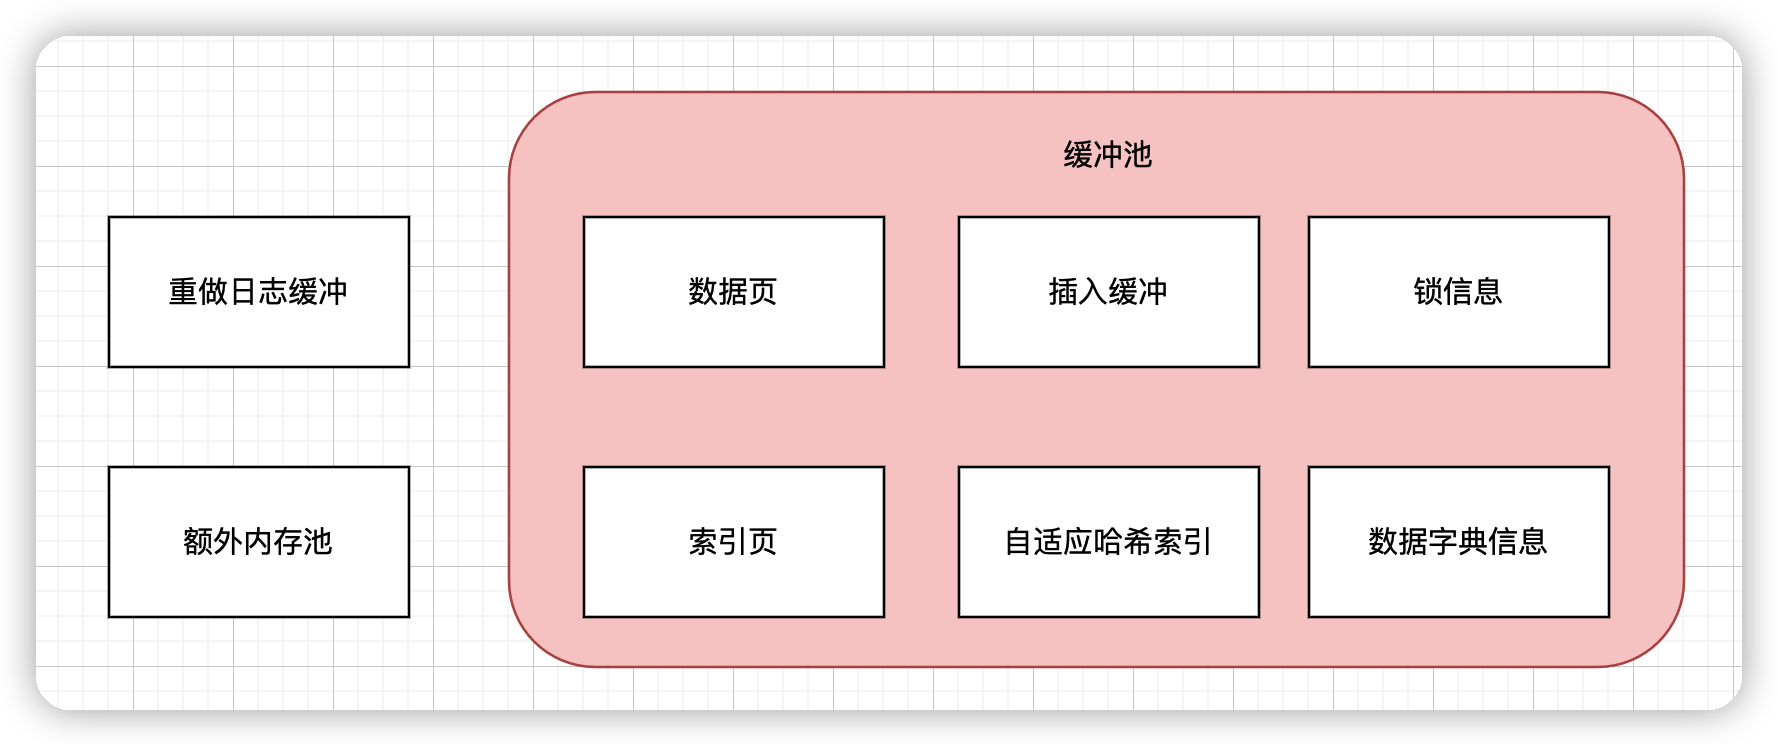 缓冲池
重做日志缓冲
数据页
插入缓冲
锁信息
额外内存池
索引页
自适应哈希索引
数据字典信息